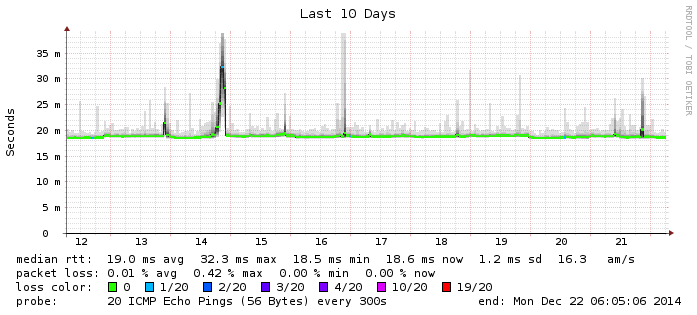 Last 10 Days
RRDTOOL / TOBI OETIKER
Seconds
35 m
30 m
25 m
20 m
15 m
10 m
5 m
0
12 13 14 15 16 17 18 19 20 21
median rtt: 19.0 ms avg 32.3 ms max 18.5 ms min 18.6 ms now 1.2 ms sd 16.3 am/s
packet loss: 0.01 % avg 0.42 % max 0.00 % min 0.00 % now
loss color: 0 1/20 2/20 3/20 4/20 10/20 19/20
probe: 20 ICMP Echo Pings (56 Bytes) every 300s end: Mon Dec 22 06:05:06 2014